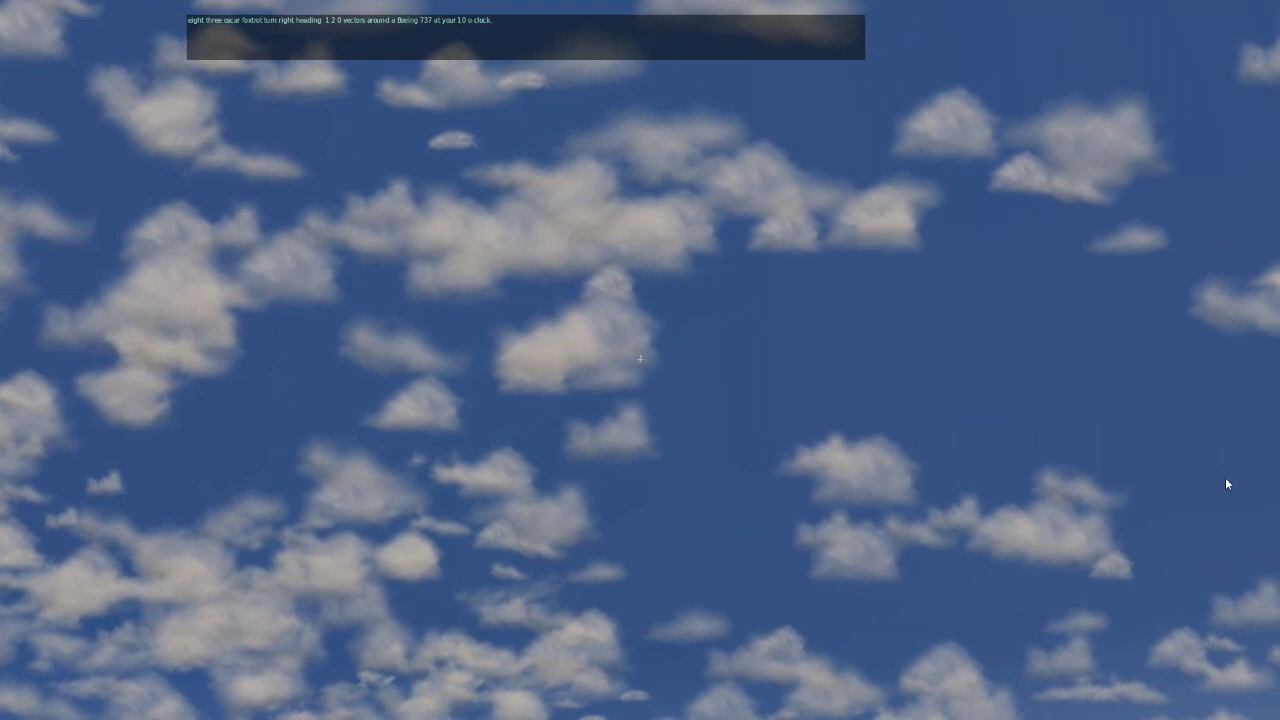 eight three oscar foxtrot turn right heading  1 2 0 vectors around a Boeing 737 at your 10 o-clock.